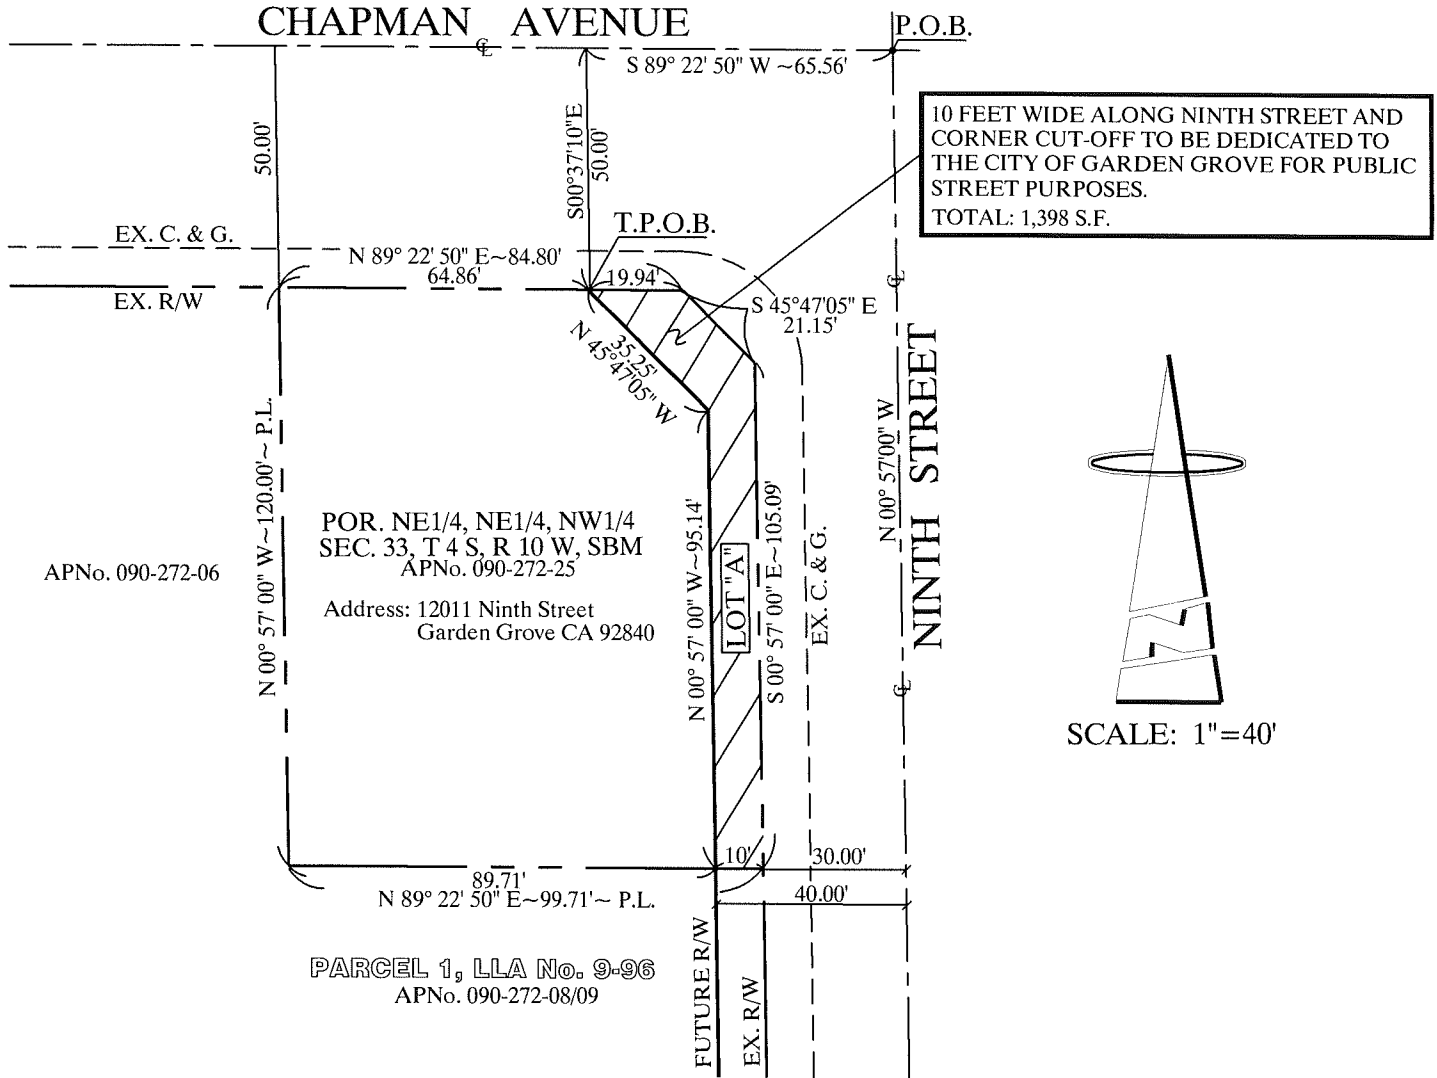 CHAPMAN AVENUE
P.O.B.
CL
S 89° 22' 50" W ~65.56'
50.00'
S00°37'10"E
50.00'
10 FEET WIDE ALONG NINTH STREET AND
CORNER CUT-OFF TO BE DEDICATED TO
THE CITY OF GARDEN GROVE FOR PUBLIC
STREET PURPOSES.
TOTAL: 1,398 S.F.
T.P.O.B.
EX. C. & G.
N 89° 22' 50" E~84.80'
64.86'
19.94'
EX. R/W
CL
S 45°47'05" E
21.15'
35.25'
N 45°47'05" W
N 00° 57'00" W
NINTH STREET
N 00° 57' 00" W~120.00'~ P.L.
POR. NE1/4, NE1/4, NW1/4
SEC. 33, T 4 S, R 10 W, SBM
APNo. 090-272-25
APNo. 090-272-06
Address: 12011 Ninth Street
Garden Grove CA 92840
N 00° 57' 00" W~95.14'
LOT "A"
S 00° 57' 00" E~105.09'
EX. C. & G.
CL
N
SCALE: 1"=40'
10'
30.00'
89.71'
N 89° 22' 50" E~99.71'~ P.L.
40.00'
PARCEL 1, LLA No. 9-96
APNo. 090-272-08/09
FUTURE R/W
EX. R/W